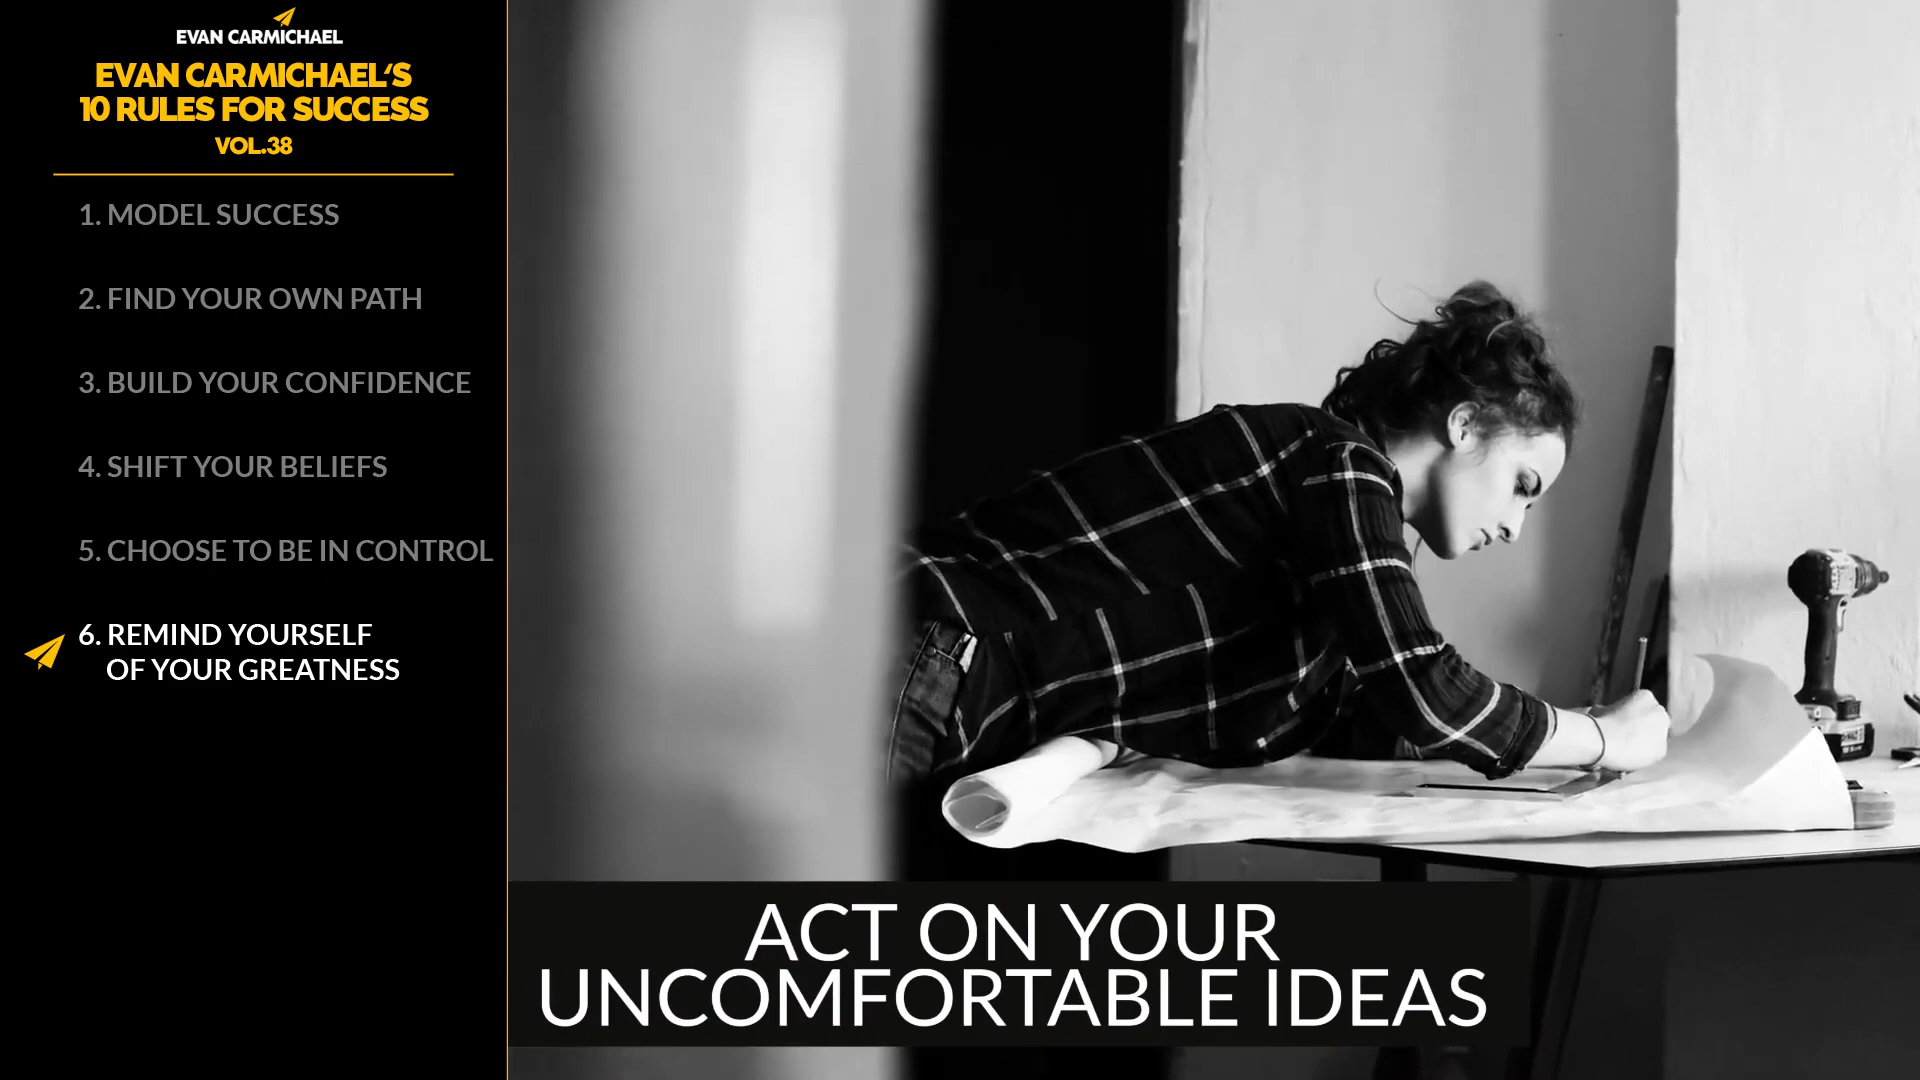 EVAN CARMICHAEL
EVAN CARMICHAEL'S
10 RULES FOR SUCCESS
VOL.38
1. MODEL SUCCESS
2. FIND YOUR OWN PATH
3. BUILD YOUR CONFIDENCE
4. SHIFT YOUR BELIEFS
5. CHOOSE TO BE IN CONTROL
6. REMIND YOURSELF
OF YOUR GREATNESS
ACT ON YOUR
UNCOMFORTABLE IDEAS